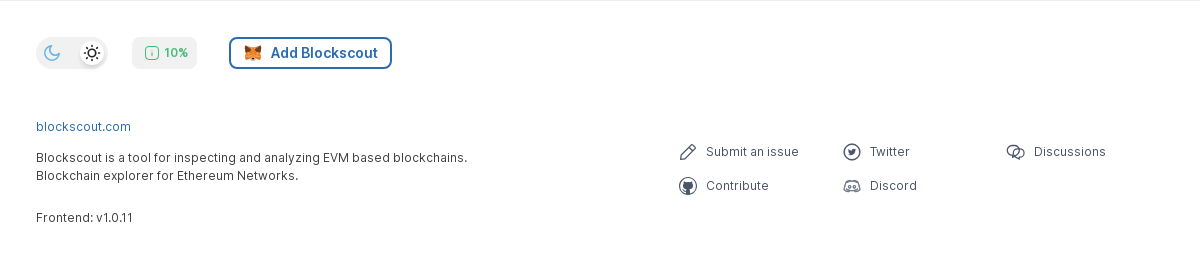 10%
Add Blockscout
blockscout.com
Blockscout is a tool for inspecting and analyzing EVM based blockchains.
Blockchain explorer for Ethereum Networks.
Frontend: v1.0.11
Submit an issue
Twitter
Discussions
Contribute
Discord